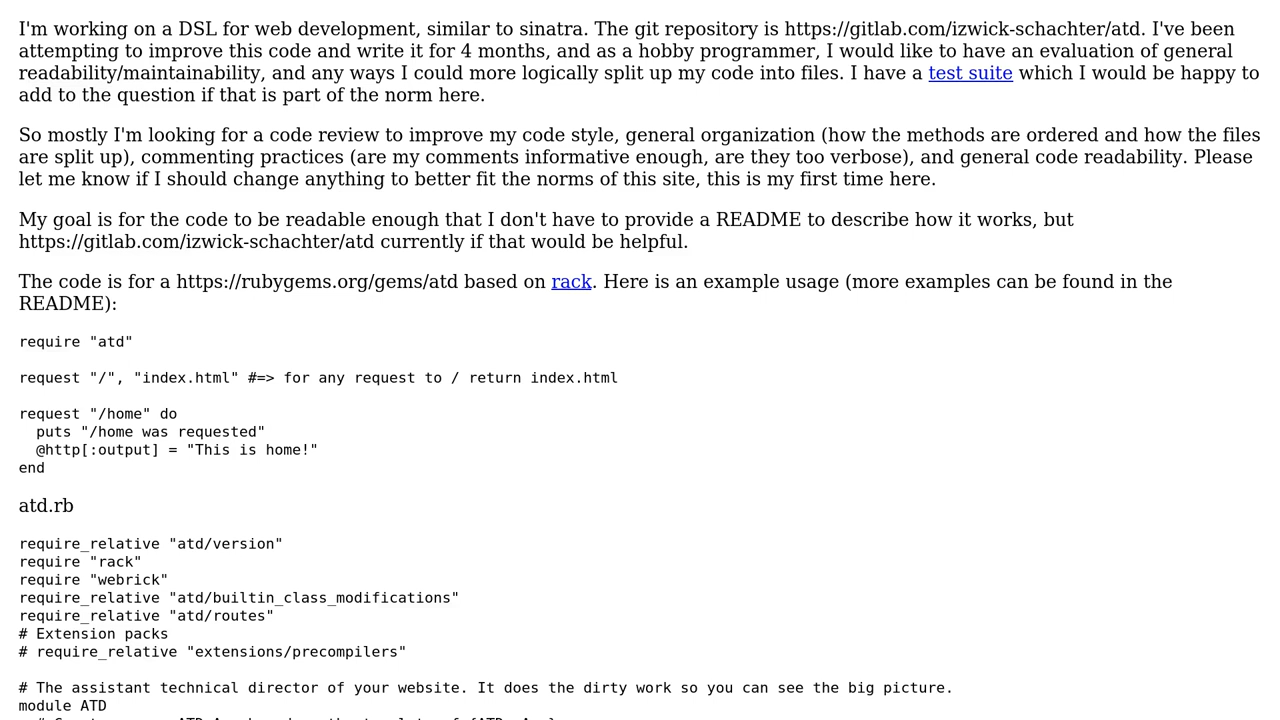 I'm working on a DSL for web development, similar to sinatra. The git repository is https://gitlab.com/izwick-schachter/atd. I've been
attempting to improve this code and write it for 4 months, and as a hobby programmer, I would like to have an evaluation of general
readability/maintainability, and any ways I could more logically split up my code into files. I have a test suite which I would be happy to
add to the question if that is part of the norm here.
So mostly I'm looking for a code review to improve my code style, general organization (how the methods are ordered and how the files
are split up), commenting practices (are my comments informative enough, are they too verbose), and general code readability. Please
let me know if I should change anything to better fit the norms of this site, this is my first time here.
My goal is for the code to be readable enough that I don't have to provide a README to describe how it works, but
https://gitlab.com/izwick-schachter/atd currently if that would be helpful.
The code is for a https://rubygems.org/gems/atd based on rack. Here is an example usage (more examples can be found in the
README):
require "atd"
request "/", "index.html" #=> for any request to / return index.html
request "/home" do
  puts "/home was requested"
  @http[:output] = "This is home!"
end
atd.rb
require_relative "atd/version"
require "rack"
require "webrick"
require_relative "atd/builtin_class_modifications"
require_relative "atd/routes"
# Extension packs
# require_relative "extensions/precompilers"
# The assistant technical director of your website. It does the dirty work so you can see the big picture.
module ATD